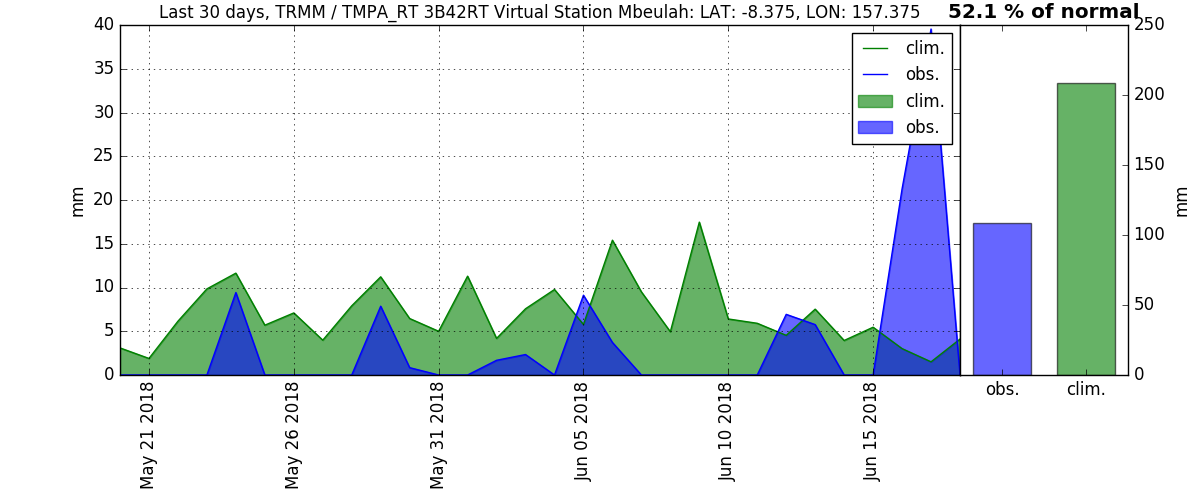 Last 30 days, TRMM / TMPA_RT 3B42RT Virtual Station Mbeulah: LAT: -8.375, LON: 157.375
52.1 % of normal
mm
40
35
30
25
20
15
10
5
0
clim.
obs.
clim.
obs.
May 21 2018
May 26 2018
May 31 2018
Jun 05 2018
Jun 10 2018
Jun 15 2018
250
200
150
100
50
0
mm
obs.
clim.